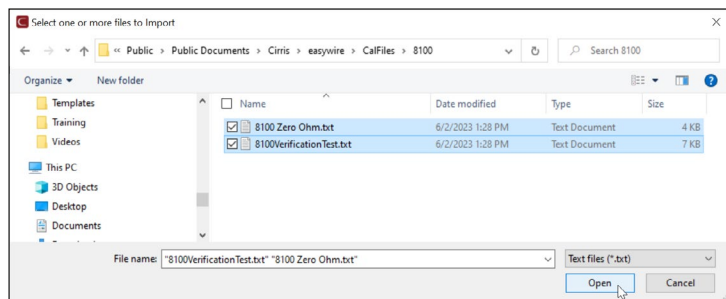 Select one or more files to Import
« Public > Public Documents > Cirris > easywire > CalFiles > 8100
Search 8100
Organize
New folder
Templates
Training
Videos
This PC
3D Objects
Desktop
Documents
Name Date modified Type Size
8100 Zero Ohm.txt 6/2/2023 1:28 PM Text Document 4 KB
8100VerificationTest.txt 6/2/2023 1:28 PM Text Document 7 KB
File name: "8100VerificationTest.txt" "8100 Zero Ohm.txt"
Text files (*.txt)
Open Cancel